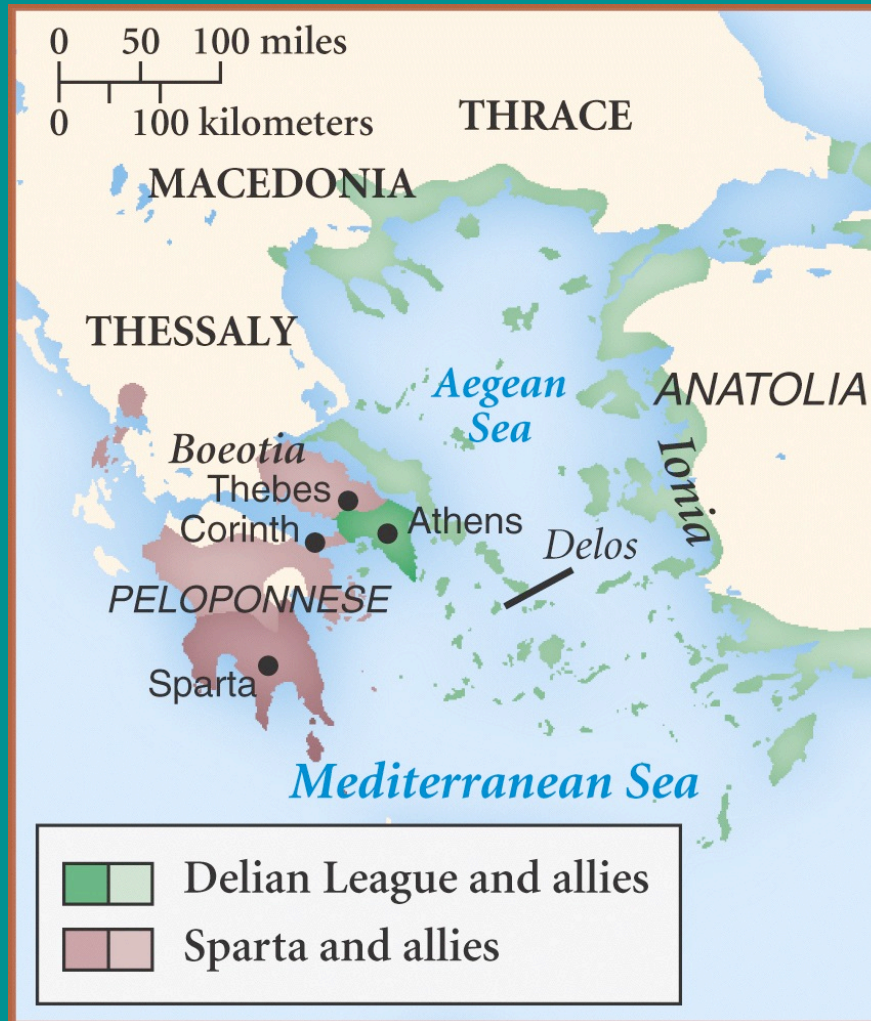 0 50 100 miles
0 100 kilometers
THRACE
MACEDONIA
THESSALY
Aegean
Sea
ANATOLIA
Ionia
Boeotia
Thebes
Corinth
Athens
Delos
PELOPONNESE
Sparta
Mediterranean Sea
Delian League and allies
Sparta and allies